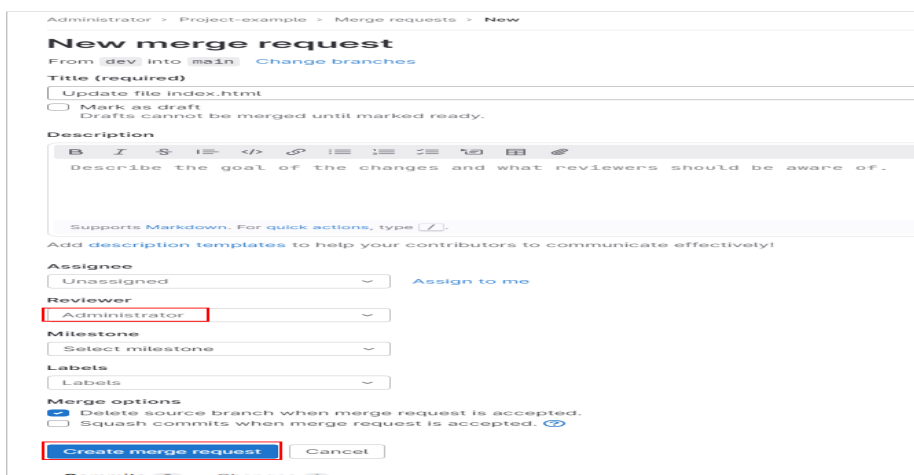 Administrator > Project-example > Merge requests > New
New merge request
From dev into main Change branches
Title (required)
Update file index.html
Mark as draft
Drafts cannot be merged until marked ready.
Description
Describe the goal of the changes and what reviewers should be aware of.
Supports Markdown. For quick actions, type /.
Add description templates to help your contributors to communicate effectively!
Assignee
Unassigned Assign to me
Reviewer
Administrator
Milestone
Select milestone
Labels
Labels
Merge options
Delete source branch when merge request is accepted.
Squash commits when merge request is accepted.
Create merge request Cancel